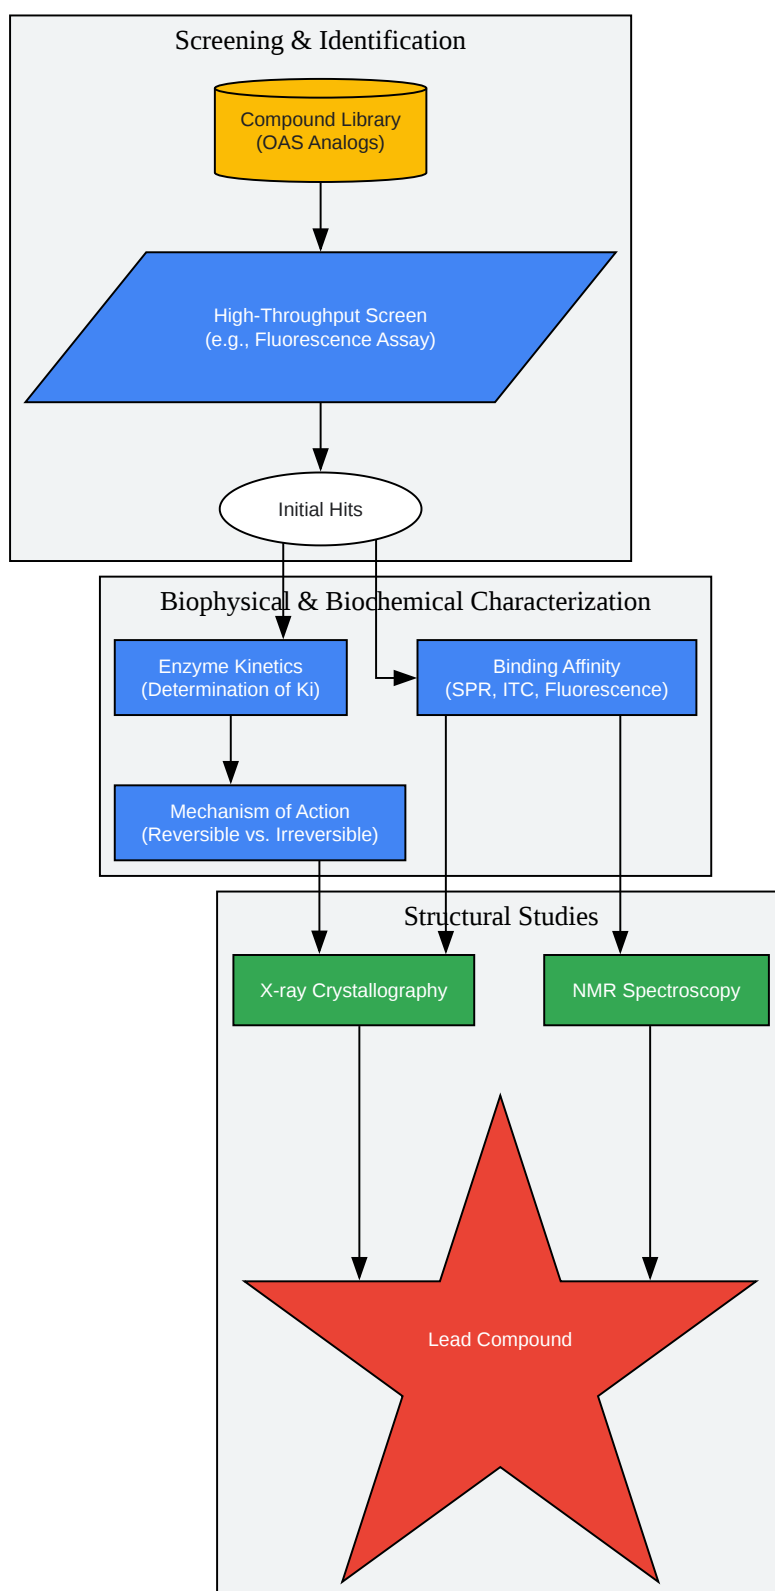 Screening & Identification
Compound Library
(OAS Analogs)
High-Throughput Screen
(e.g., Fluorescence Assay)
Initial Hits
Biophysical & Biochemical Characterization
Enzyme Kinetics
(Determination of Ki)
Binding Affinity
(SPR, ITC, Fluorescence)
Mechanism of Action
(Reversible vs. Irreversible)
Structural Studies
X-ray Crystallography
NMR Spectroscopy
Lead Compound